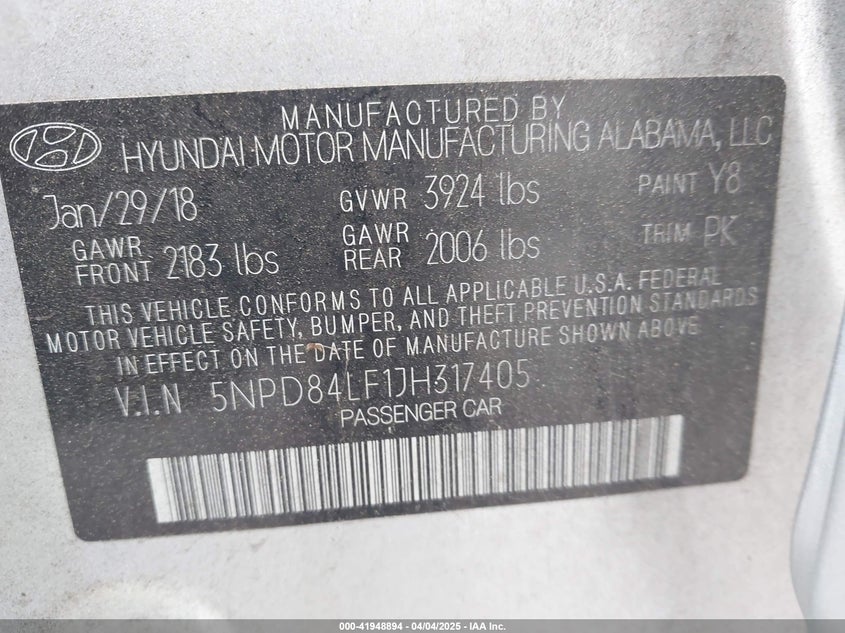 MANUFACTURED BY
HYUNDAI MOTOR MANUFACTURING ALABAMA, LLC
Jan/29/18 GVWR 3924 lbs PAINT Y8
GAWR FRONT 2183 lbs GAWR REAR 2006 lbs TRIM PK
THIS VEHICLE CONFORMS TO ALL APPLICABLE U.S.A. FEDERAL
MOTOR VEHICLE SAFETY, BUMPER, AND THEFT PREVENTION STANDARDS
IN EFFECT ON THE DATE OF MANUFACTURE SHOWN ABOVE
V.I.N 5NPD84LF1JH317405
PASSENGER CAR
000-41948894 - 04/04/2025 - IAA Inc.